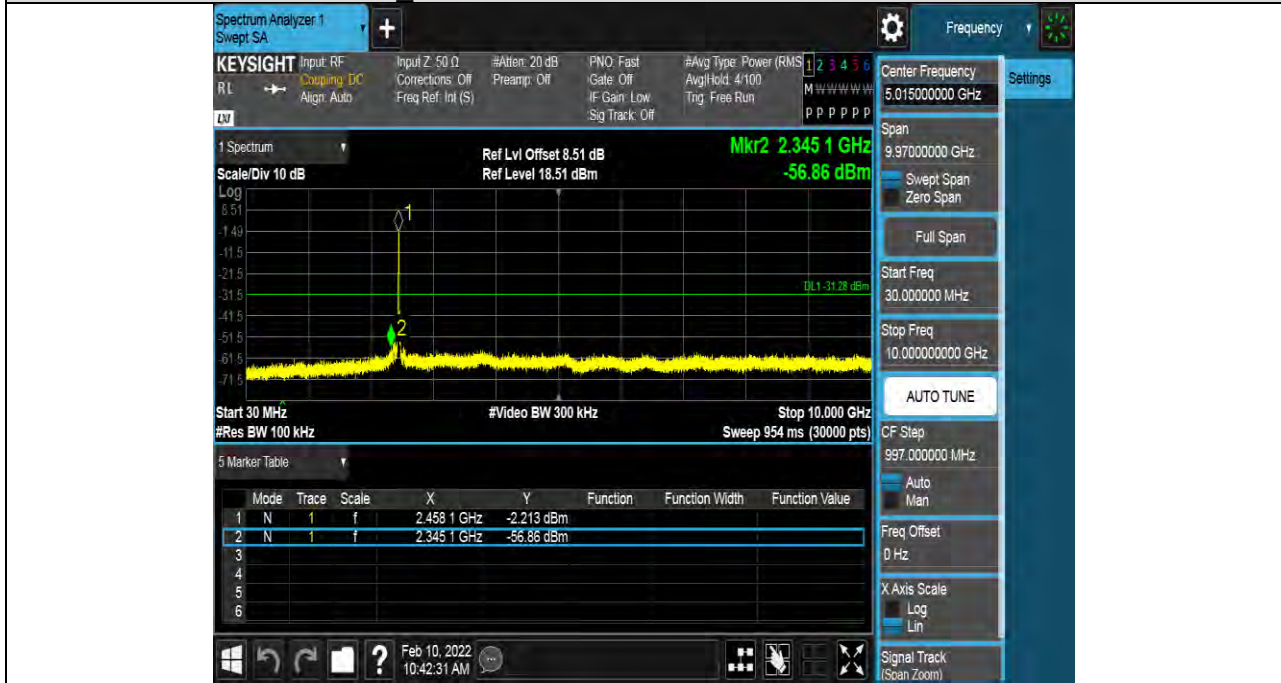 Spectrum Analyzer 1
Swept SA
+
Frequency
KEYSIGHT Input: RF Input Z: 50 Ω #Atten: 20 dB PNO: Fast #Avg Type: Power (RMS 1 2 3 4 5 6
RL Coupling: DC Corrections: Off Preamp: Off Gate: Off Avg|Hold: 4/100 M W W W W W
Align: Auto Freq Ref: Int (S) IF Gain: Low Trig: Free Run
LXI Sig Track: Off P P P P P P
1 Spectrum
Ref Lvl Offset 8.51 dB
Mkr2 2.345 1 GHz
Scale/Div 10 dB
Ref Level 18.51 dBm
-56.86 dBm
Log
8.51
-1.49
-11.5
-21.5
-31.5
-41.5
-51.5
-61.5
-71.5
1
DL1 -31.28 dBm
2
Start 30 MHz #Video BW 300 kHz Stop 10.000 GHz
#Res BW 100 kHz Sweep 954 ms (30000 pts)
5 Marker Table
Mode Trace Scale X Y Function Function Width Function Value
1 N 1 f 2.458 1 GHz -2.213 dBm
2 N 1 f 2.345 1 GHz -56.86 dBm
3
4
5
6
?
Feb 10, 2022
10:42:31 AM
Center Frequency
5.015000000 GHz
Settings
Span
9.97000000 GHz
Swept Span
Zero Span
Full Span
Start Freq
30.000000 MHz
Stop Freq
10.000000000 GHz
AUTO TUNE
CF Step
997.000000 MHz
Auto
Man
Freq Offset
0 Hz
X Axis Scale
Log
Lin
Signal Track
(Span Zoom)